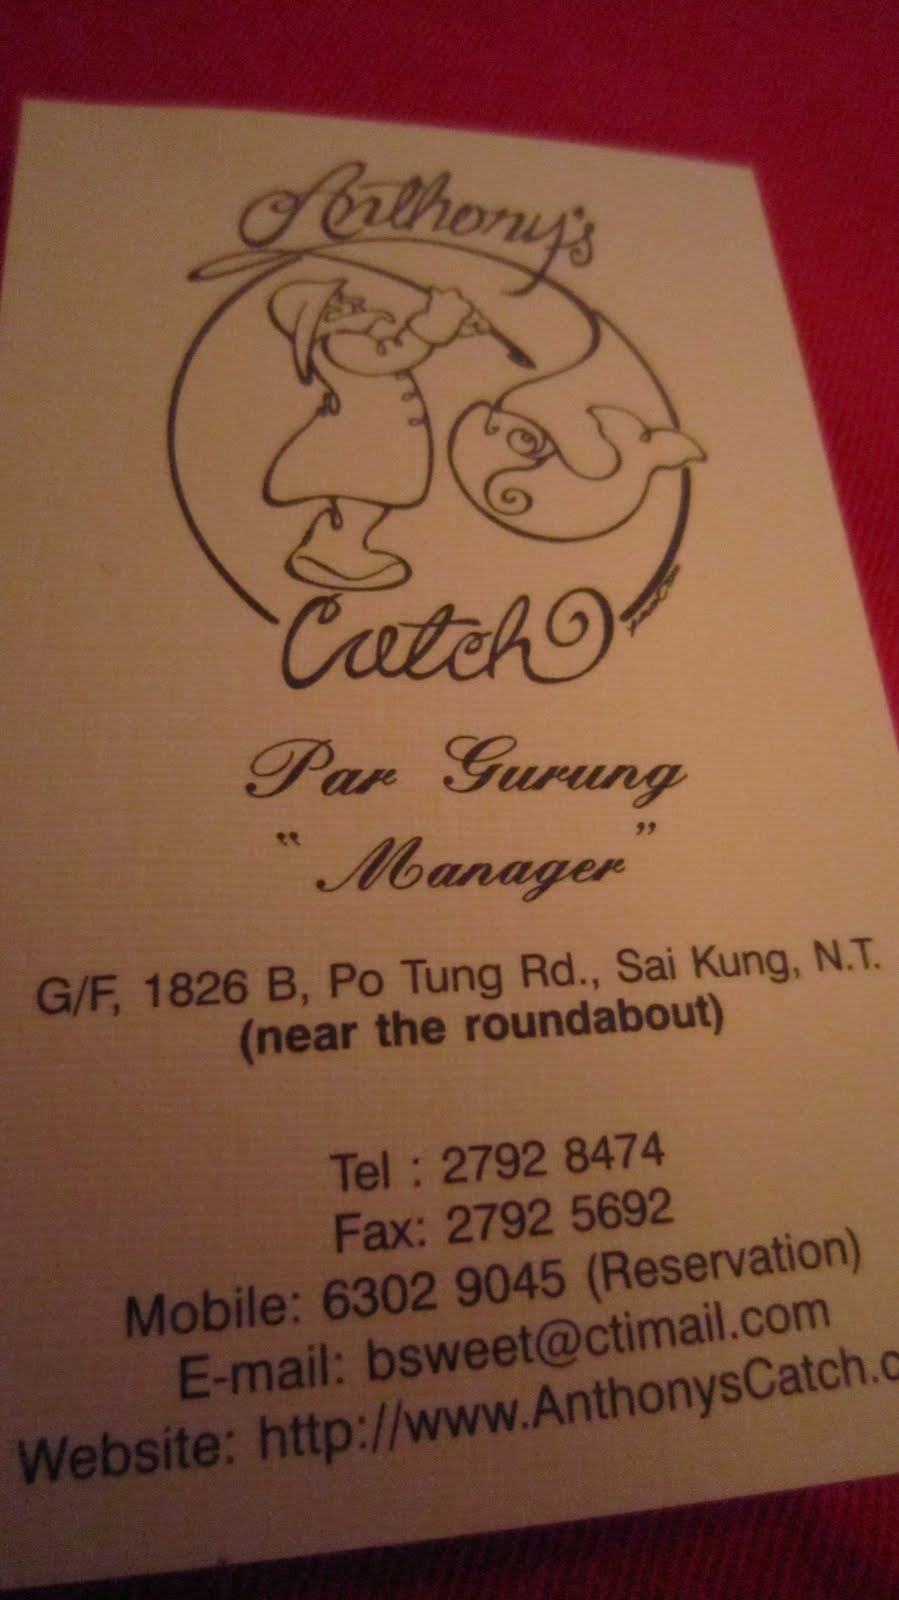 Anthony's
Catch
Par Gurung
“Manager”
G/F, 1826 B, Po Tung Rd., Sai Kung, N.T.
(near the roundabout)
Tel : 2792 8474
Fax: 2792 5692
Mobile: 6302 9045 (Reservation)
E-mail: bsweet@ctimail.com
Website: http://www.AnthonysCatch.c